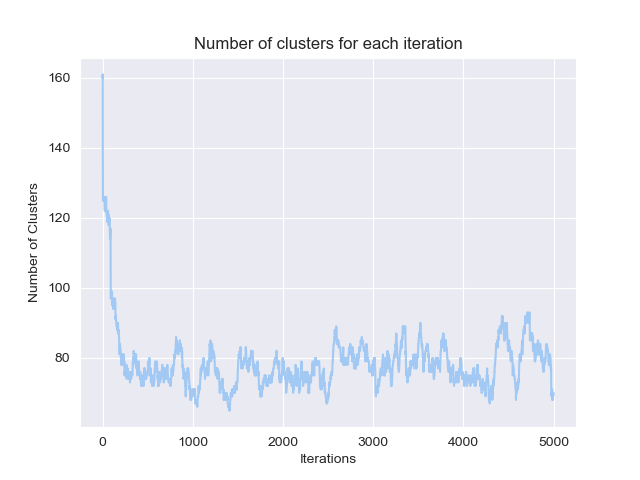 Number of clusters for each iteration
160
140
120
100
80
Number of Clusters
0 1000 2000 3000 4000 5000
Iterations